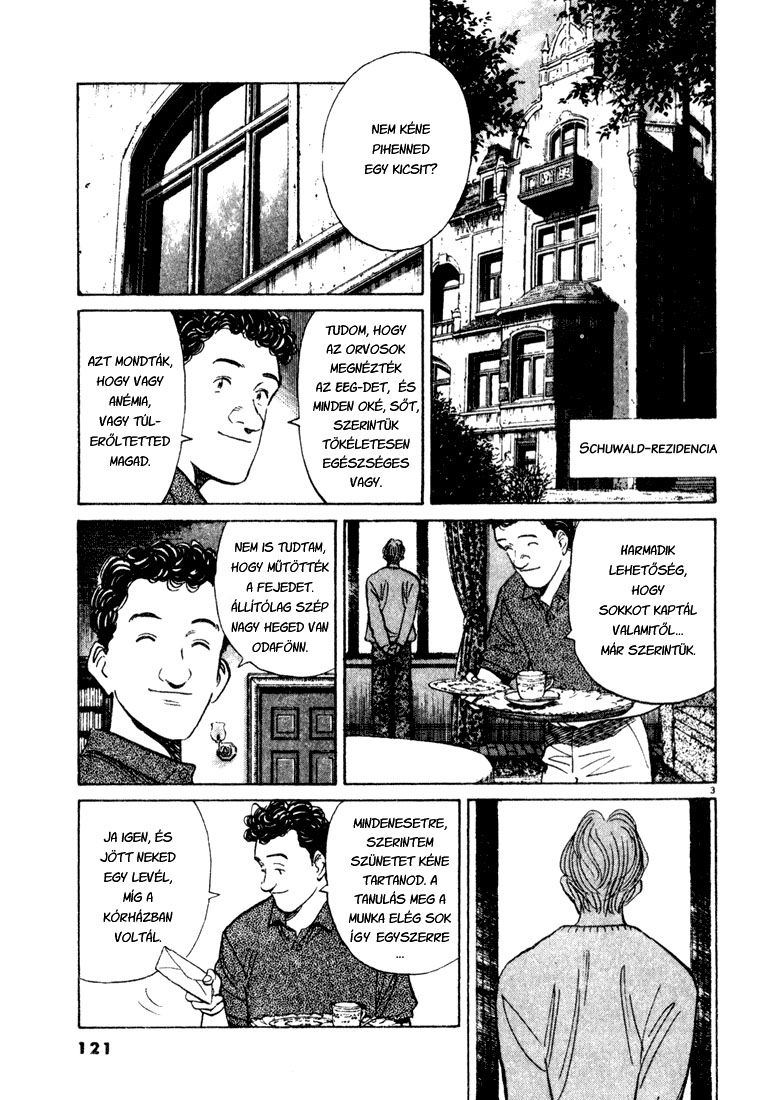 NEM KÉNE
PIHENNED
EGY KICSIT?
SCHUWALD-REZIDENCIA
TUDOM, HOGY
AZ ORVOSOK
MEGNÉZTÉK
AZ EEG-DET, ÉS
MINDEN OKÉ, SŐT,
SZERINTÜK
TÖKÉLETESEN
EGÉSZSÉGES
VAGY.
AZT MONDTÁK,
HOGY VAGY
ANÉMIA,
VAGY TÚL-
ERŐLTETTED
MAGAD.
HARMADIK
LEHETŐSÉG,
HOGY
SOKKOT KAPTÁL
VALAMITŐL...
MÁR SZERINTÜK.
NEM IS TUDTAM,
HOGY MŰTÖTTÉK
A FEJEDET.
ÁLLÍTÓLAG SZÉP
NAGY HEGED VAN
ODAFÖNN.
3
MINDENESETRE,
SZERINTEM
SZÜNETET KÉNE
TARTANOD. A
TANULÁS MEG A
MUNKA ELÉG SOK
ÍGY EGYSZERRE
...
JA IGEN, ÉS
JÖTT NEKED
EGY LEVÉL,
MÍG A
KÓRHÁZBAN
VOLTÁL.
121